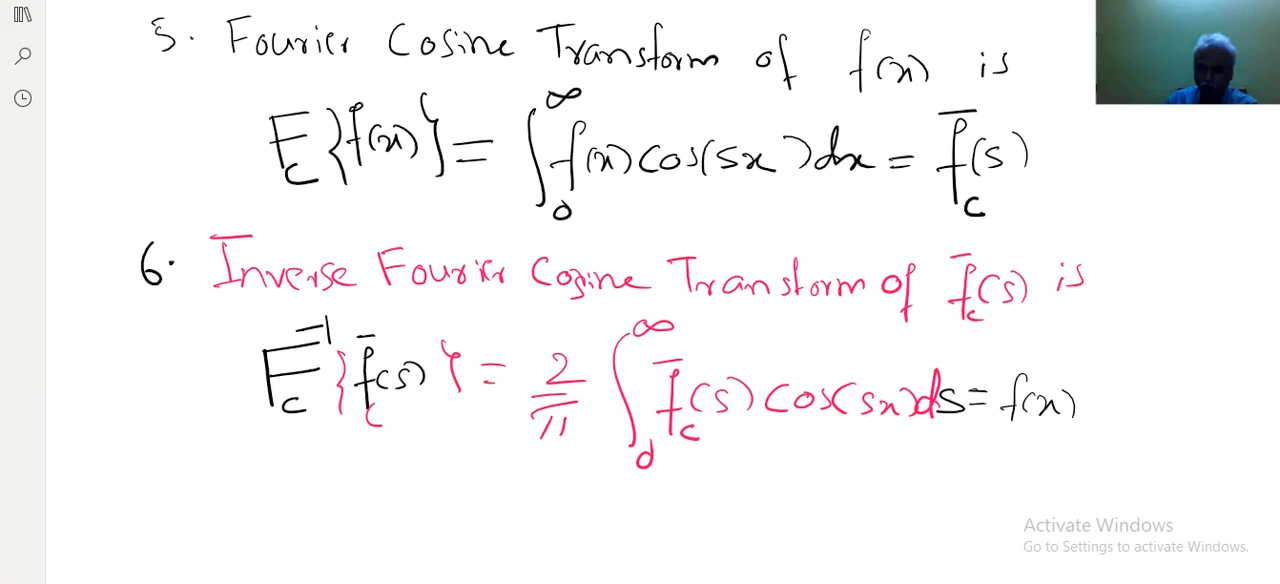 5. Fourier Cosine Transform of f(x) is
F_c{f(x)} = ∫_0^∞ f(x) cos(sx) dx = f̄_c(s)
6. Inverse Fourier Cosine Transform of f̄_c(s) is
F_c^{-1}{f̄_c(s)} = 2/π ∫_0^∞ f̄_c(s) cos(sx) ds = f(x)
Activate Windows
Go to Settings to activate Windows.